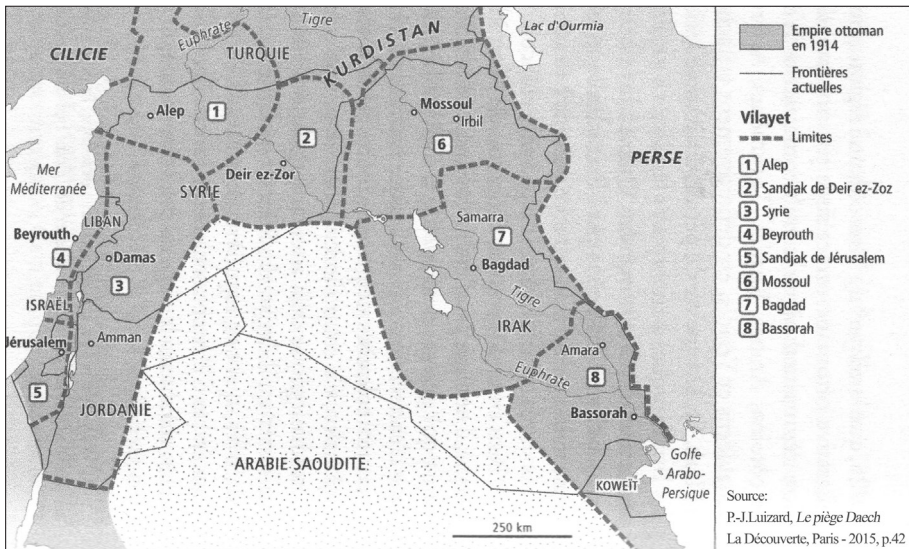 CILICIE
Euphrate
TURQUIE
Tigre
KURDISTAN
Lac d'Ourmia
Alep
1
2
Deir ez-Zor
Mossoul
Irbil
6
PERSE
Mer
Méditerranée
SYRIE
LIBAN
Beyrouth
4
Damas
3
Samarra
7
Bagdad
Tigre
ISRAËL
Jérusalem
Amman
5
JORDANIE
IRAK
Amara
Euphrate
8
Bassorah
ARABIE SAOUDITE
KOWEÏT
Golfe
Arabo-
Persique
250 km
Empire ottoman
en 1914
Frontières
actuelles
Vilayet
Limites
1 Alep
2 Sandjak de Deir ez-Zoz
3 Syrie
4 Beyrouth
5 Sandjak de Jérusalem
6 Mossoul
7 Bagdad
8 Bassorah
Source:
P.-J.Luizard, Le piège Daech
La Découverte, Paris - 2015, p.42